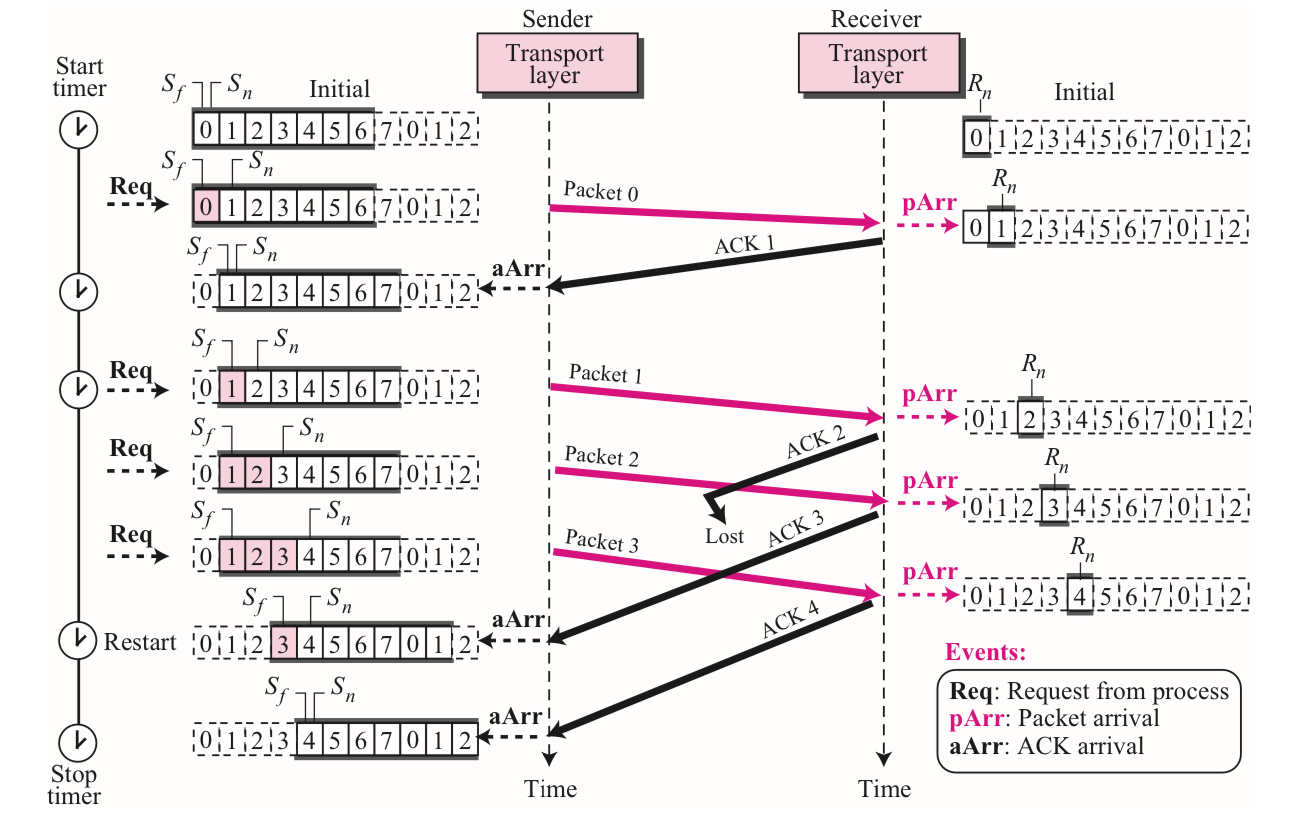 Sender
Receiver
Transport
layer
Transport
layer
Start
timer
S_f S_n Initial
0 1 2 3 4 5 6 7 0 1 2
R_n Initial
0 1 2 3 4 5 6 7 0 1 2
S_f S_n
Req
0 1 2 3 4 5 6 7 0 1 2
Packet 0
pArr
R_n
0 1 2 3 4 5 6 7 0 1 2
S_f S_n
0 1 2 3 4 5 6 7 0 1 2
aArr
ACK 1
S_f S_n
Req
0 1 2 3 4 5 6 7 0 1 2
Packet 1
pArr
R_n
0 1 2 3 4 5 6 7 0 1 2
S_f S_n
Req
0 1 2 3 4 5 6 7 0 1 2
Packet 2
ACK 2
Lost
pArr
R_n
0 1 2 3 4 5 6 7 0 1 2
S_f S_n
Req
0 1 2 3 4 5 6 7 0 1 2
Packet 3
ACK 3
pArr
R_n
0 1 2 3 4 5 6 7 0 1 2
S_f S_n
Restart
0 1 2 3 4 5 6 7 0 1 2
aArr
ACK 4
S_f S_n
0 1 2 3 4 5 6 7 0 1 2
aArr
Stop
timer
Time
Time
Events:
Req: Request from process
pArr: Packet arrival
aArr: ACK arrival